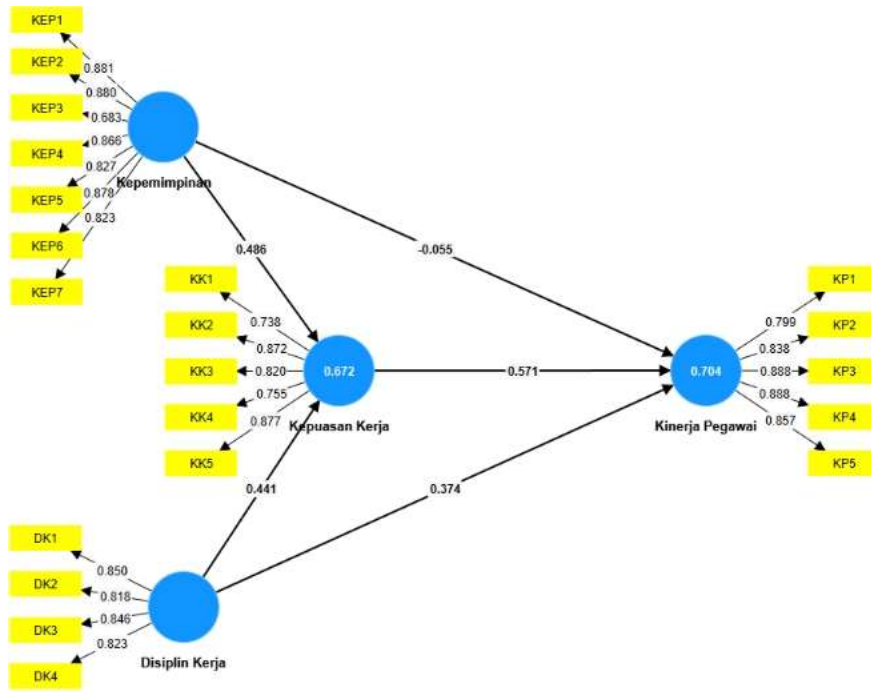 KEP1
KEP2
KEP3
KEP4
KEP5
KEP6
KEP7
0.881
0.880
0.683
0.866
0.827
0.878
0.823
Kepemimpinan
0.486
-0.055
KK1
KK2
KK3
KK4
KK5
0.738
0.872
0.820
0.755
0.877
0.672
Kepuasan Kerja
0.571
0.704
Kinerja Pegawai
0.799
0.838
0.888
0.888
0.857
KP1
KP2
KP3
KP4
KP5
0.441
0.374
DK1
DK2
DK3
DK4
0.850
0.818
0.846
0.823
Disiplin Kerja